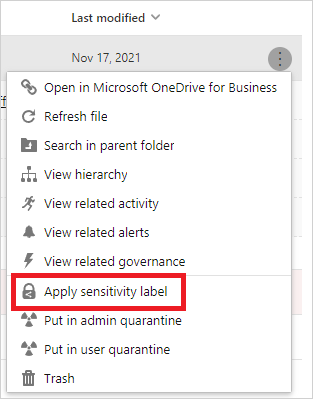 Last modified
Nov 17, 2021
Open in Microsoft OneDrive for Business
Refresh file
Search in parent folder
View hierarchy
View related activity
View related alerts
View related governance
Apply sensitivity label
Put in admin quarantine
Put in user quarantine
Trash